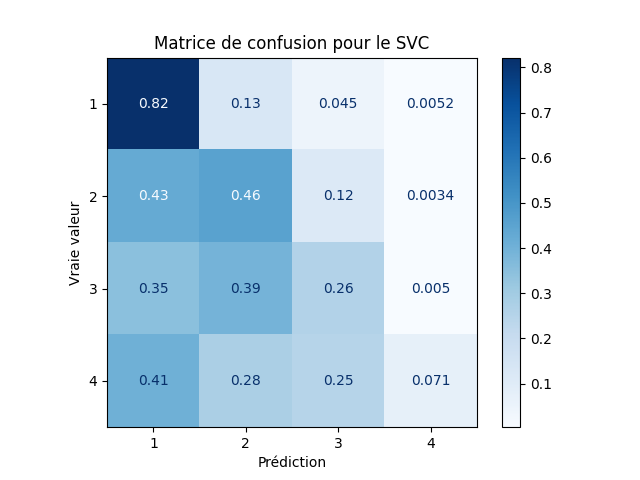 Matrice de confusion pour le SVC
1 0.82 0.13 0.045 0.0052
2 0.43 0.46 0.12 0.0034
3 0.35 0.39 0.26 0.005
4 0.41 0.28 0.25 0.071
1 2 3 4
Prédiction
Vraie valeur
0.8
0.7
0.6
0.5
0.4
0.3
0.2
0.1